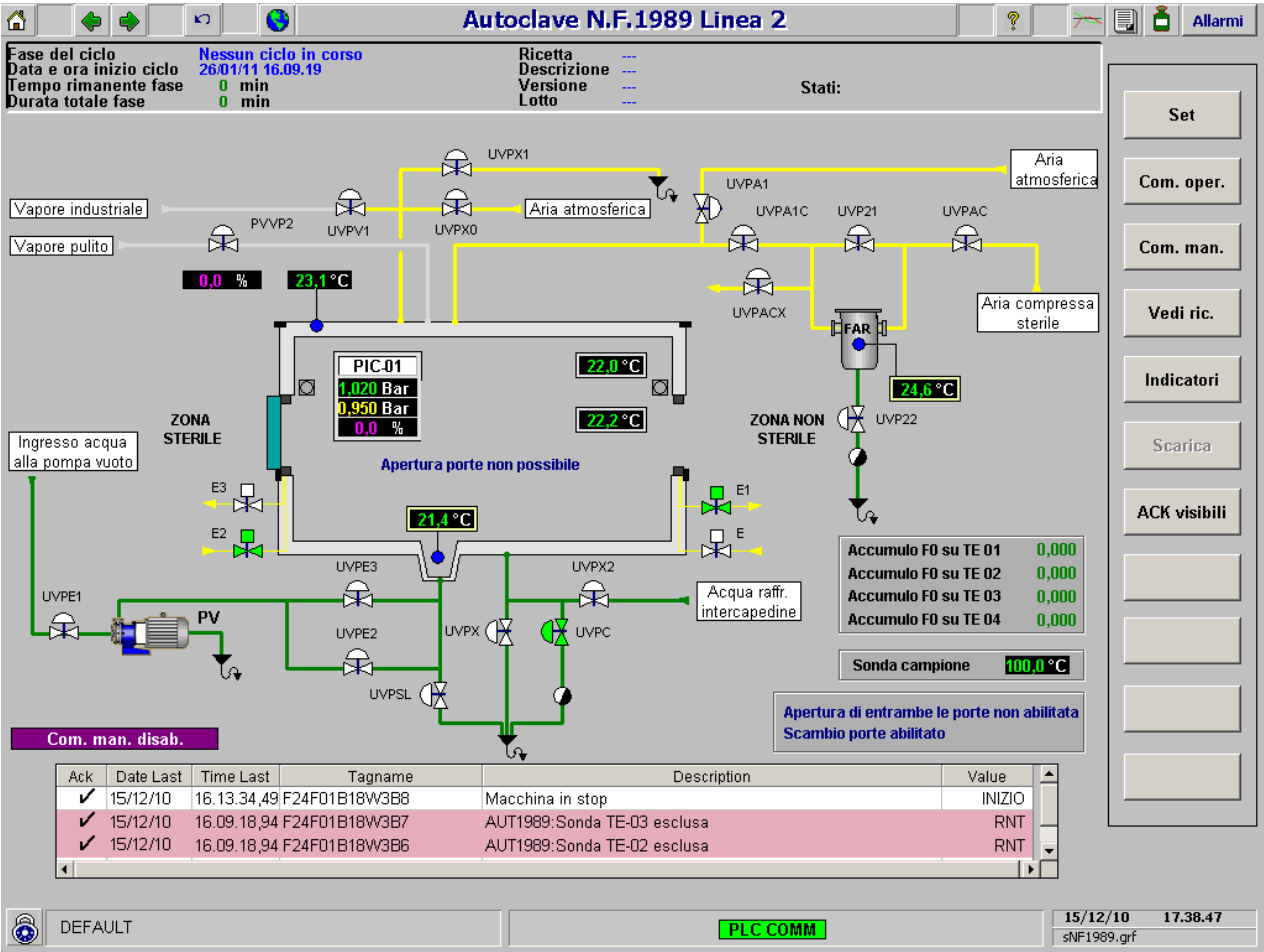 Autoclave N.F.1989 Linea 2
Allarmi
Fase del ciclo Nessun ciclo in corso
Data e ora inizio ciclo 26/01/11 16.09.19
Tempo rimanente fase 0 min
Durata totale fase 0 min
Ricetta ---
Descrizione ---
Versione ---
Lotto ---
Stati:
Set
Com. oper.
Com. man.
Vedi ric.
Indicatori
Scarica
ACK visibili
UVPX1
Aria
atmosferica
UVPA1
Vapore industriale
UVPV1
UVPX0
Aria atmosferica
UVPA1C
UVP21
UVPAC
Vapore pulito
PVVP2
0,0 %
23,1 °C
UVPACX
Aria compressa
sterile
FAR
24,6 °C
PIC-01
1,020 Bar
0,950 Bar
0,0 %
22,0 °C
22,2 °C
ZONA
STERILE
ZONA NON
STERILE
UVP22
Ingresso acqua
alla pompa vuoto
Apertura porte non possibile
E3
E1
E2
E
21,4 °C
UVPE3
UVPX2
UVPE1
PV
Acqua raffr.
intercapedine
UVPE2
UVPX
UVPC
UVPSL
Accumulo F0 su TE 01 0,000
Accumulo F0 su TE 02 0,000
Accumulo F0 su TE 03 0,000
Accumulo F0 su TE 04 0,000
Sonda campione 100,0 °C
Apertura di entrambe le porte non abilitata
Scambio porte abilitato
Com. man. disab.
Ack Date Last Time Last Tagname Description Value
15/12/10 16.13.34,49 F24F01B18W3B8 Macchina in stop INIZIO
15/12/10 16.09.18,94 F24F01B18W3B7 AUT1989:Sonda TE-03 esclusa RNT
15/12/10 16.09.18,94 F24F01B18W3B6 AUT1989:Sonda TE-02 esclusa RNT
DEFAULT
PLC COMM
15/12/10 17.38.47
sNF1989.grf